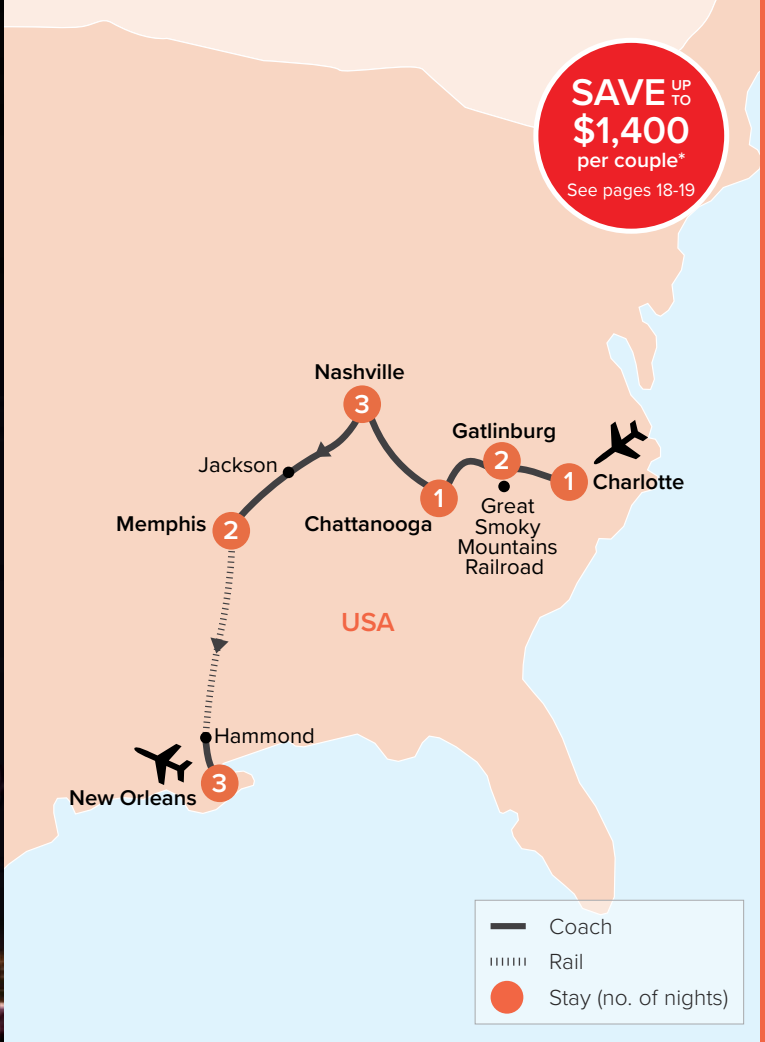 SAVE UP TO
$1,400
per couple*
See pages 18-19
Nashville
3
Gatlinburg
2
Jackson
1 Charlotte
1
Great
Smoky
Mountains
Railroad
Memphis 2
Chattanooga
USA
Hammond
3
New Orleans
Coach
Rail
Stay (no. of nights)